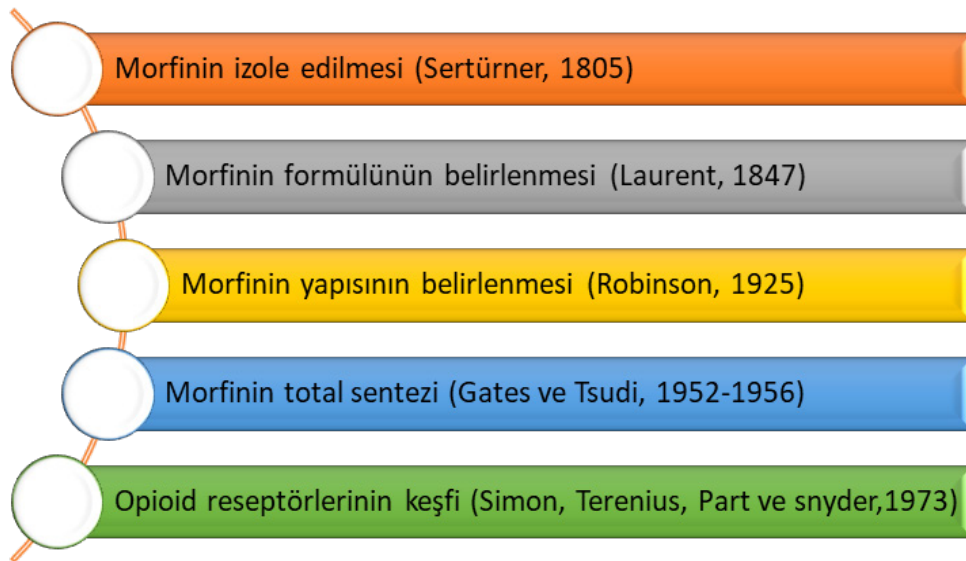 Morfinin izole edilmesi (Sertürner, 1805)
Morfinin formülünün belirlenmesi (Laurent, 1847)
Morfinin yapısının belirlenmesi (Robinson, 1925)
Morfinin total sentezi (Gates ve Tsudi, 1952-1956)
Opioid reseptörlerinin keşfi (Simon, Terenius, Part ve snyder,1973)